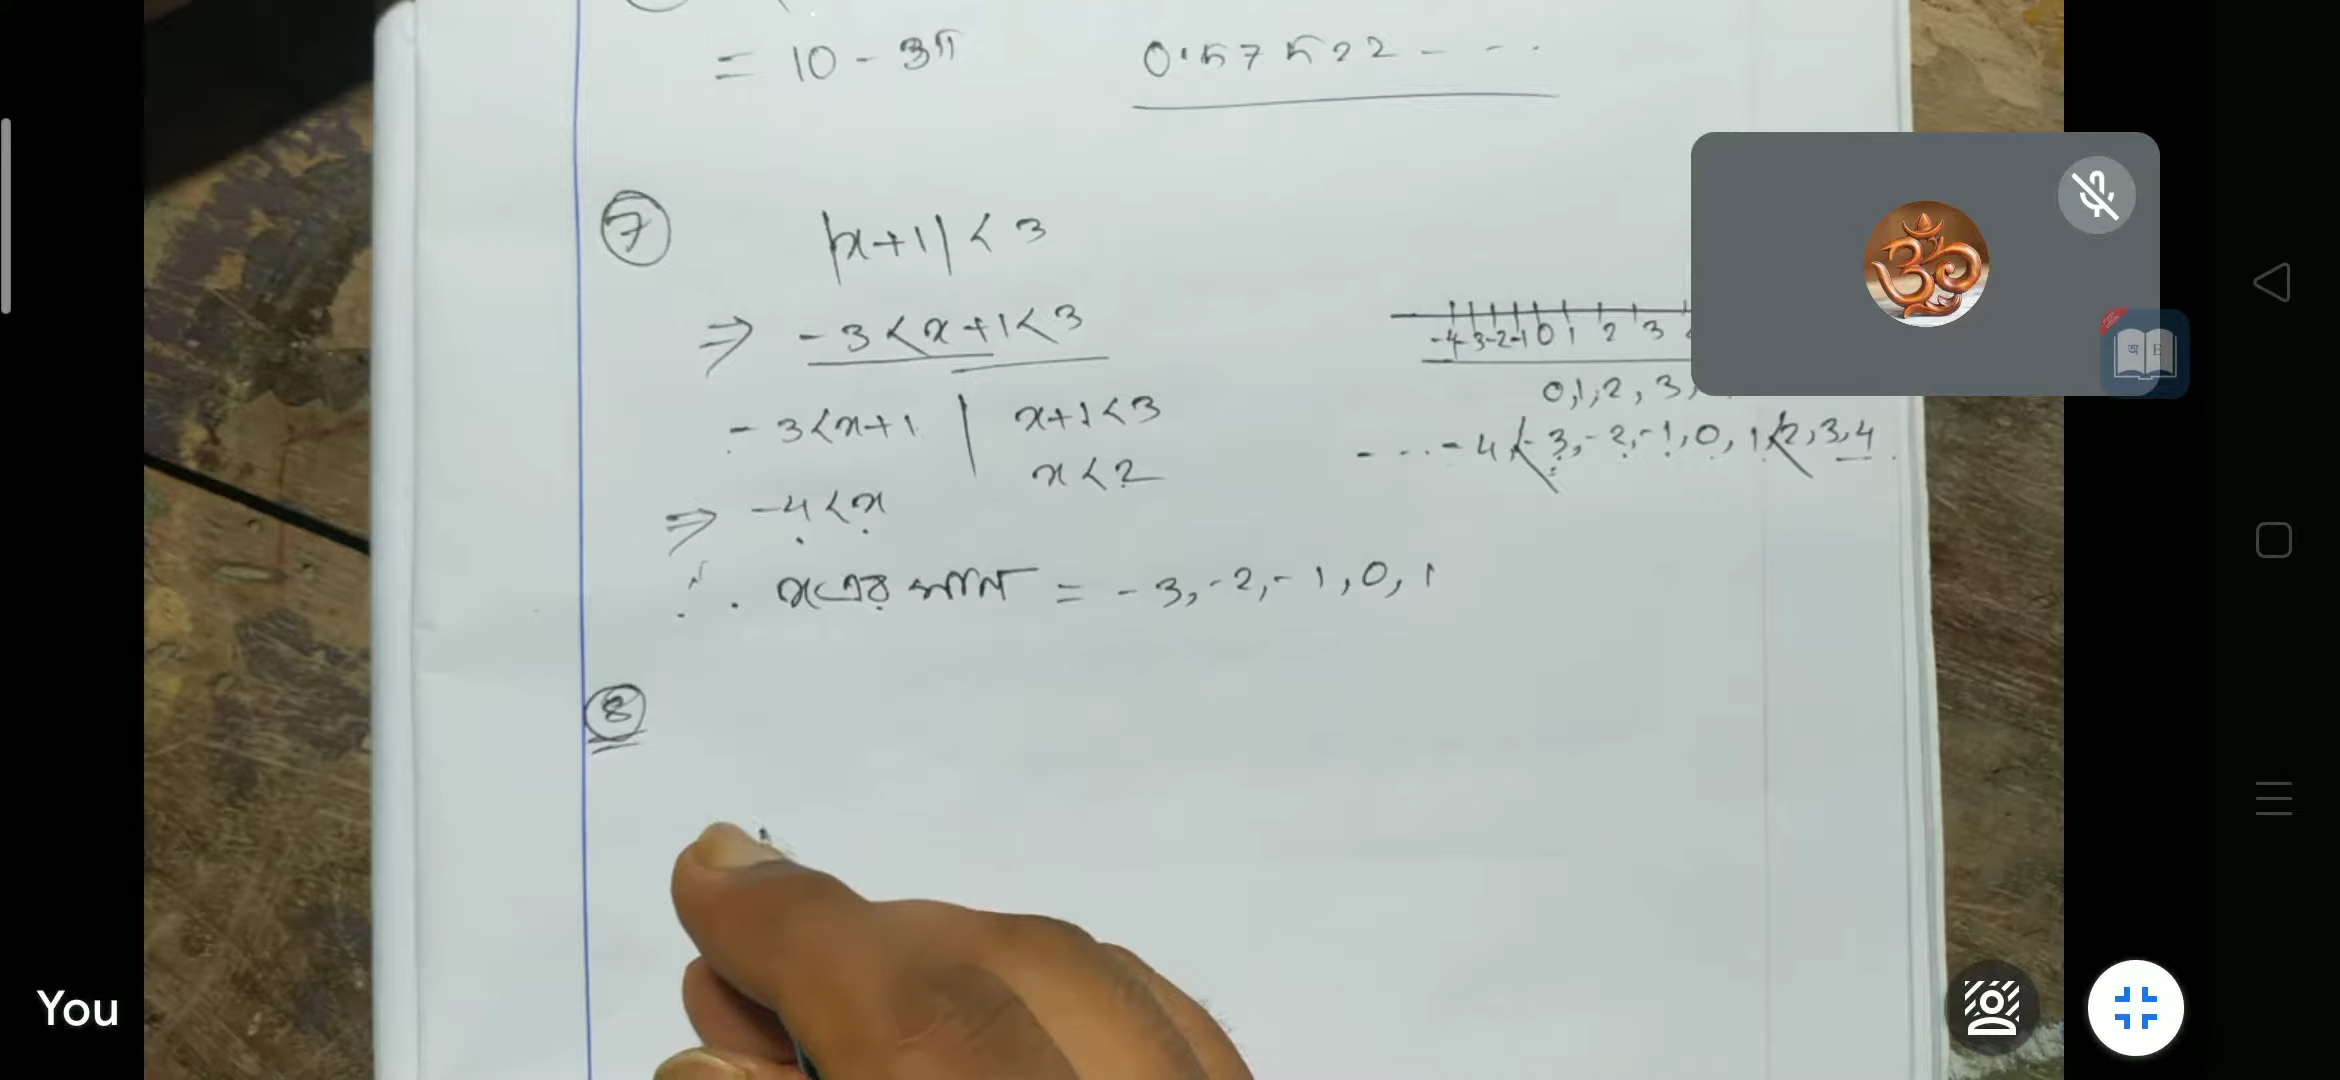 = 10 - 3π
0.57522 - - -
7
|x+1| < 3
⇒ -3 < x+1 < 3
-3 < x+1 | x+1 < 3
x < 2
⇒ -4 < x
∴ x এর মান = -3, -2, -1, 0, 1
-4 -3 -2 -1 0 1 2 3
0, 1, 2, 3,
- ... -4 < -3, -2, -1, 0, 1 < 2, 3, 4
8
অ E
You